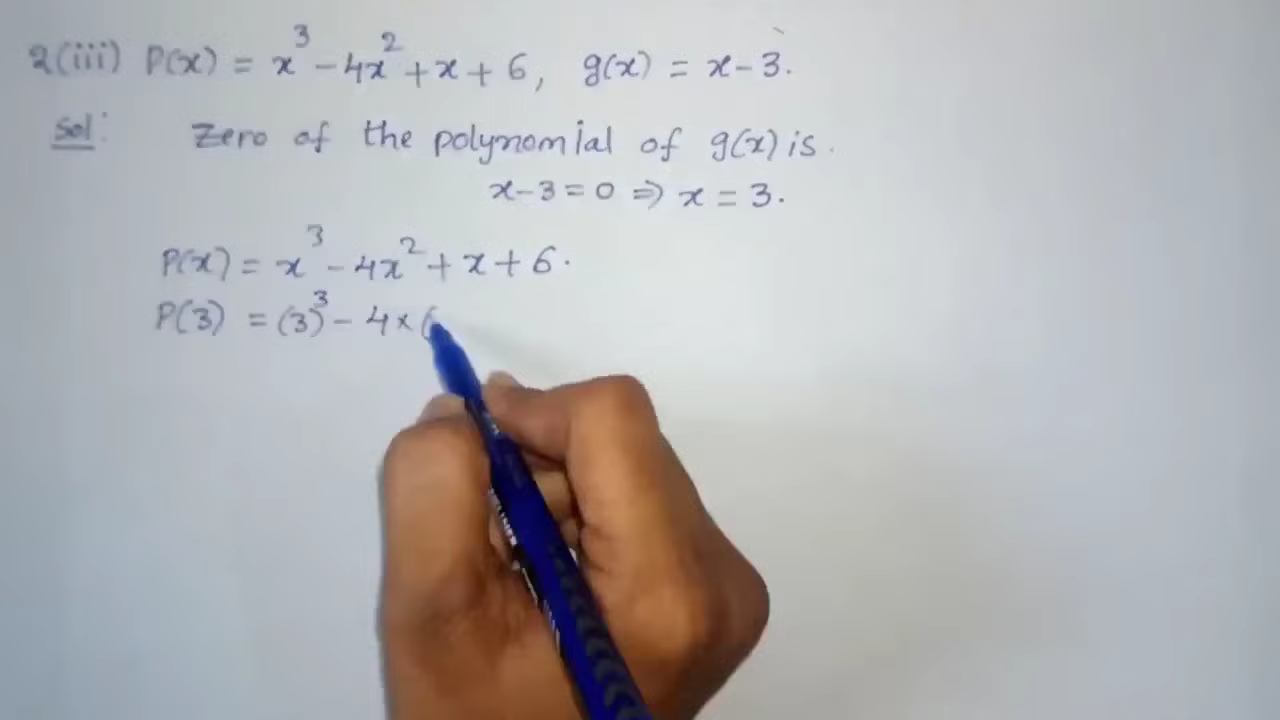 2(iii) P(x) = x³ - 4x² + x + 6, g(x) = x - 3.
Sol: Zero of the polynomial of g(x) is.
x - 3 = 0 ⇒ x = 3.
P(x) = x³ - 4x² + x + 6.
P(3) = (3)³ - 4 × (